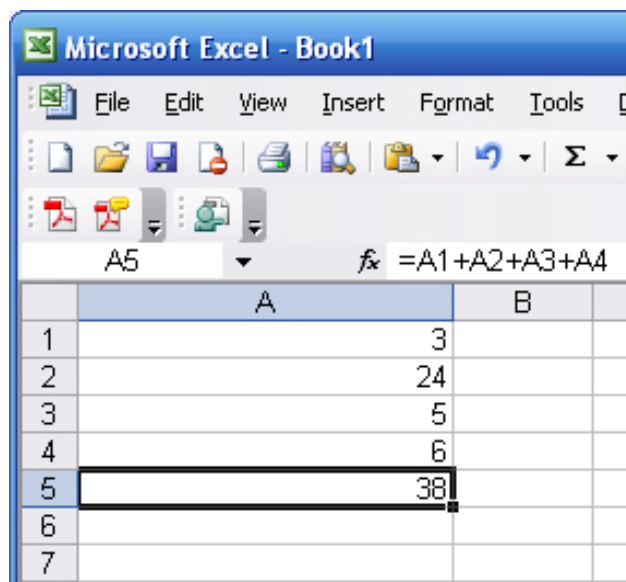 Microsoft Excel - Book1
File Edit View Insert Format Tools
Σ
A5 fx =A1+A2+A3+A4
A B
1 3
2 24
3 5
4 6
5 38
6
7